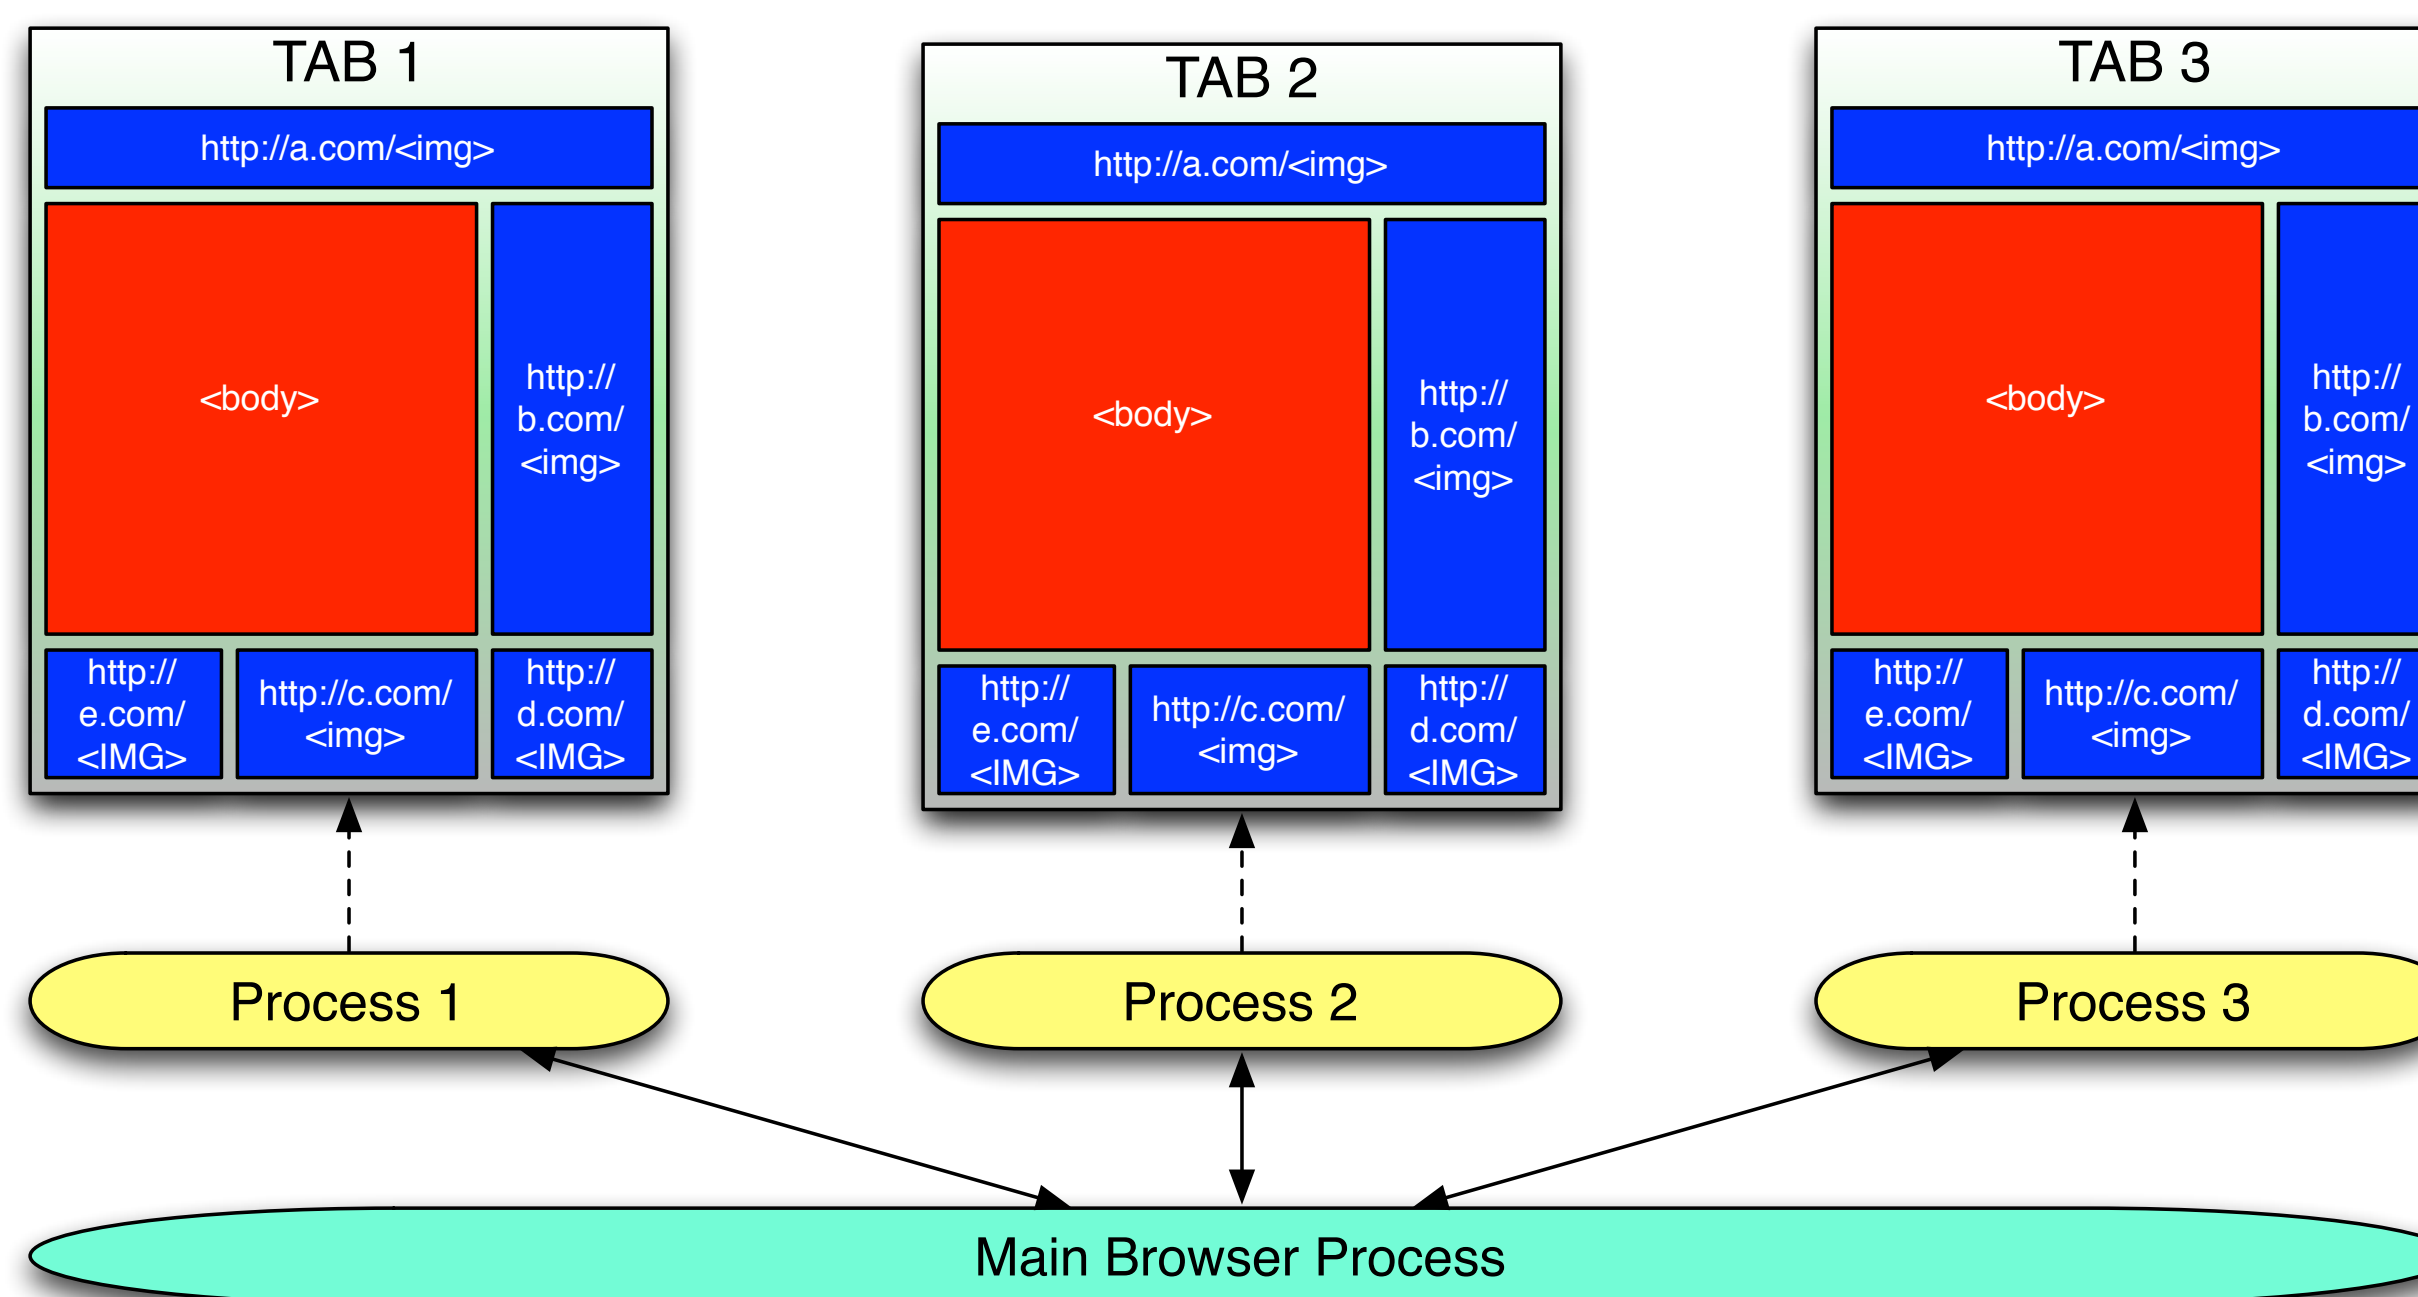 TAB 1
http://a.com/<img>
<body>
http://
b.com/
<img>
http://
e.com/
<IMG>
http://c.com/
<img>
http://
d.com/
<IMG>
TAB 2
http://a.com/<img>
<body>
http://
b.com/
<img>
http://
e.com/
<IMG>
http://c.com/
<img>
http://
d.com/
<IMG>
TAB 3
http://a.com/<img>
<body>
http://
b.com/
<img>
http://
e.com/
<IMG>
http://c.com/
<img>
http://
d.com/
<IMG>
Process 1
Process 2
Process 3
Main Browser Process